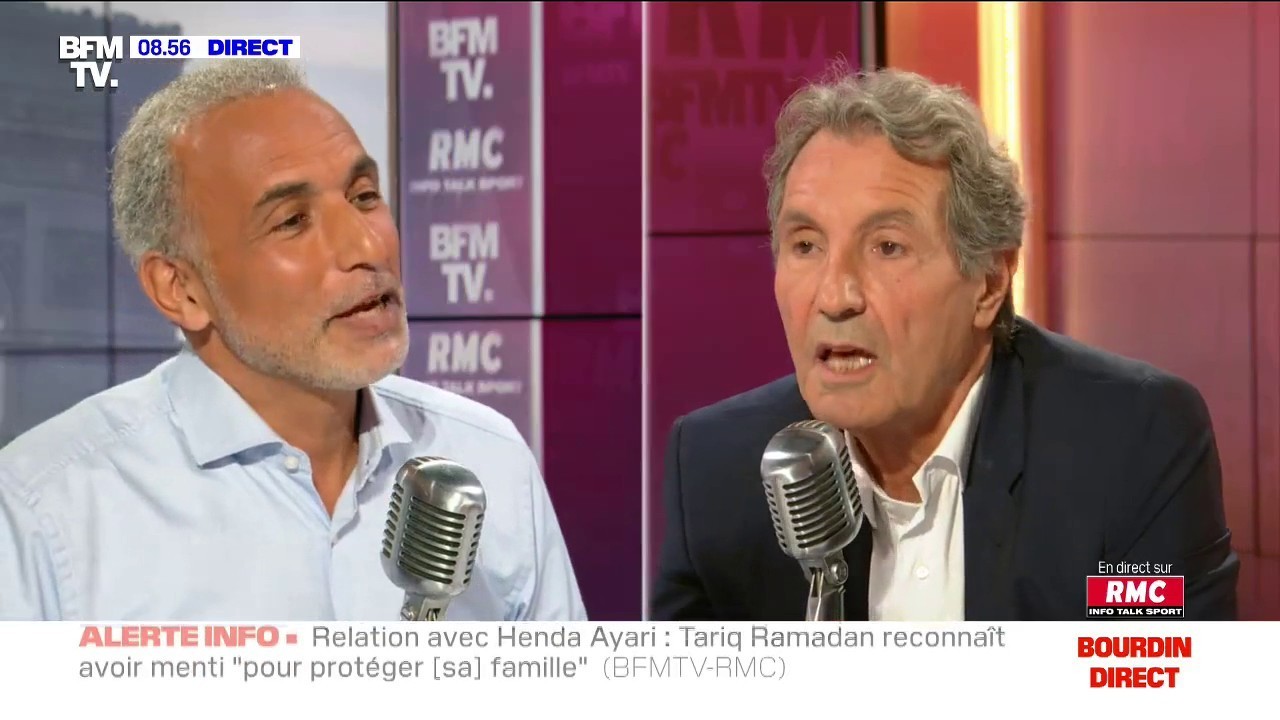 BFM
TV.
08.56 DIRECT
BFM
TV.
RMC
INFO TALK SPORT
BFM
TV.
RMC
INFO TALK SPORT
RM
BFMTV
C
En direct sur
RMC
INFO TALK SPORT
ALERTE INFO ▪ Relation avec Henda Ayari : Tariq Ramadan reconnaît
avoir menti "pour protéger [sa] famille" (BFMTV-RMC)
BOURDIN
DIRECT